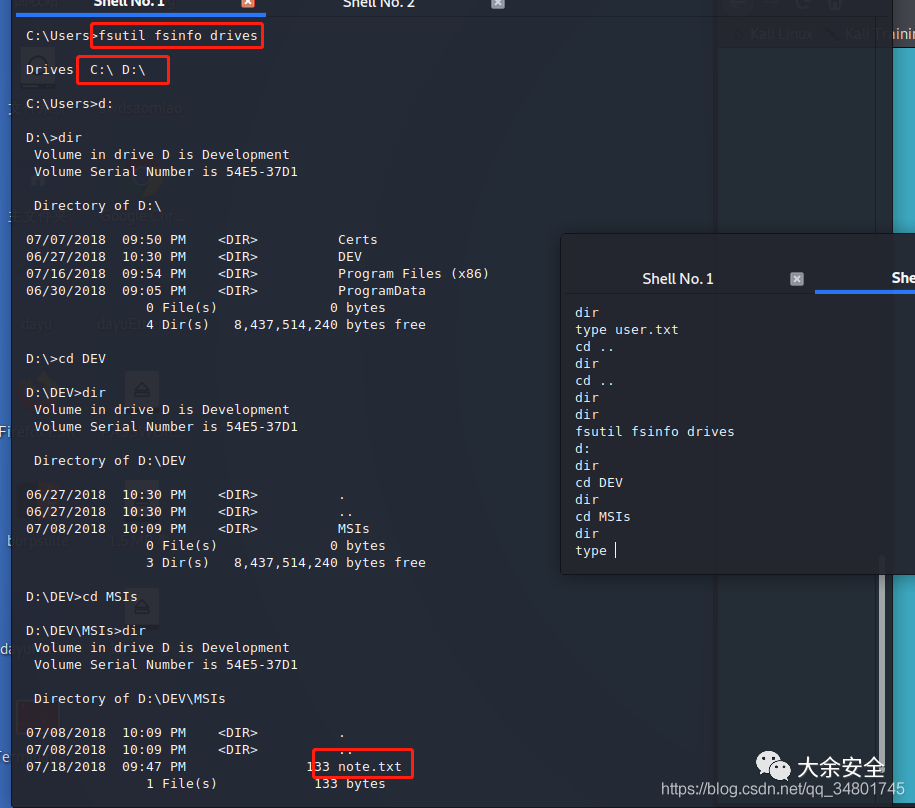 Shell No. 1
Shell No. 2
C:\Users>fsutil fsinfo drives
Drives C:\ D:\
C:\Users>d:
D:\>dir
Volume in drive D is Development
Volume Serial Number is 54E5-37D1
Directory of D:\
07/07/2018 09:50 PM <DIR> Certs
06/27/2018 10:30 PM <DIR> DEV
07/16/2018 09:54 PM <DIR> Program Files (x86)
06/30/2018 09:05 PM <DIR> ProgramData
0 File(s) 0 bytes
4 Dir(s) 8,437,514,240 bytes free
D:\>cd DEV
D:\DEV>dir
Volume in drive D is Development
Volume Serial Number is 54E5-37D1
Directory of D:\DEV
06/27/2018 10:30 PM <DIR> .
06/27/2018 10:30 PM <DIR> ..
07/08/2018 10:09 PM <DIR> MSIs
0 File(s) 0 bytes
3 Dir(s) 8,437,514,240 bytes free
D:\DEV>cd MSIs
D:\DEV\MSIs>dir
Volume in drive D is Development
Volume Serial Number is 54E5-37D1
Directory of D:\DEV\MSIs
07/08/2018 10:09 PM <DIR> .
07/08/2018 10:09 PM <DIR> ..
07/18/2018 09:47 PM 133 note.txt
1 File(s) 133 bytes
Kali Linux
Shell No. 1
She
dir
type user.txt
cd ..
dir
cd ..
dir
dir
fsutil fsinfo drives
d:
dir
cd DEV
dir
cd MSIs
dir
type
大余安全
https://blog.csdn.net/qq_34801745